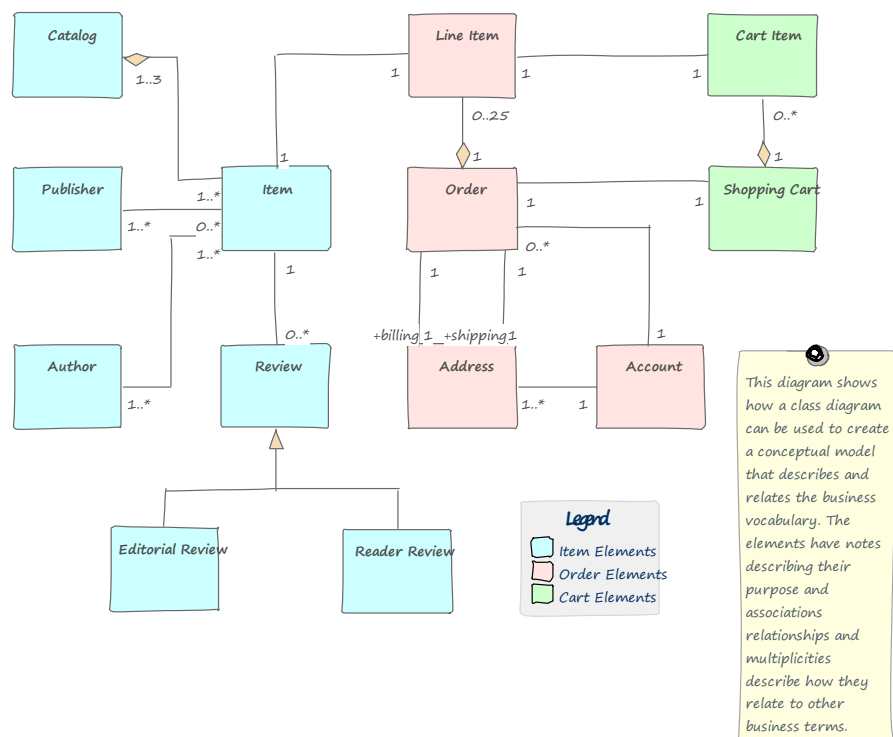 Catalog
Line Item
Cart Item
1..3
1
1
1
0..25
0..*
1
1
1
Publisher
Item
Order
Shopping Cart
1..*
1..*
0..*
1..*
1
1
0..*
1
1
1
0..*
+billing 1
+shipping 1
1
Author
Review
Address
Account
1..*
1..*
1
Editorial Review
Reader Review
Legend
Item Elements
Order Elements
Cart Elements
This diagram shows
how a class diagram
can be used to create
a conceptual model
that describes and
relates the business
vocabulary. The
elements have notes
describing their
purpose and
associations
relationships and
multiplicities
describe how they
relate to other
business terms.